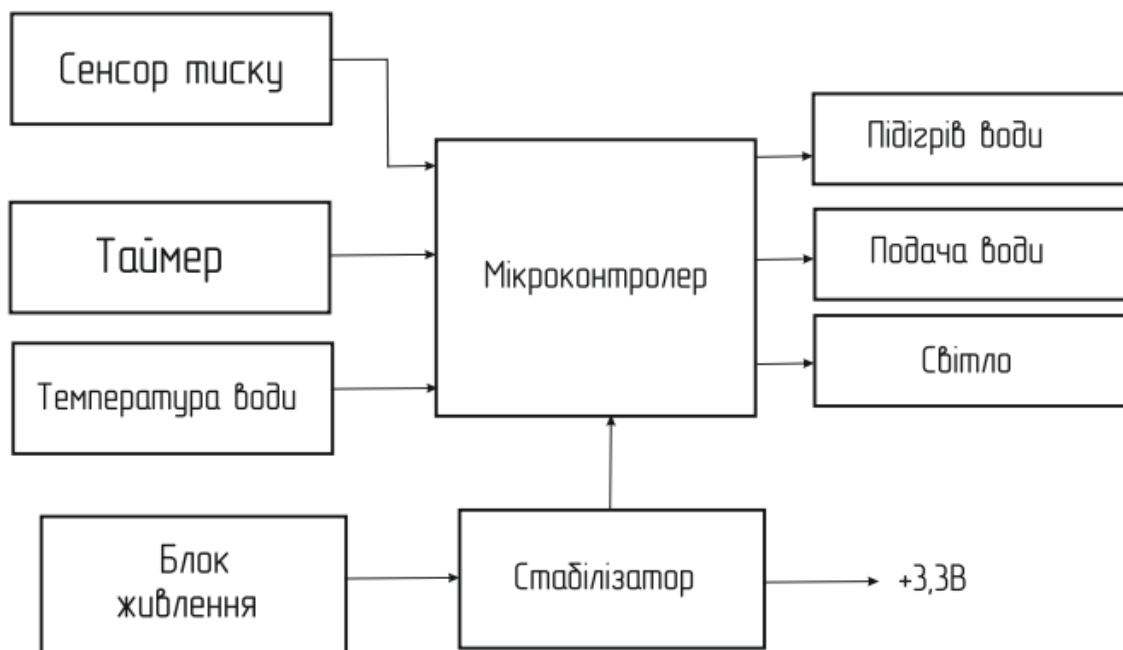 Сенсор тиску
Таймер
Температура води
Мікроконтролер
Підігрів води
Подача води
Світло
Блок
живлення
Стабілізатор
+3,3В